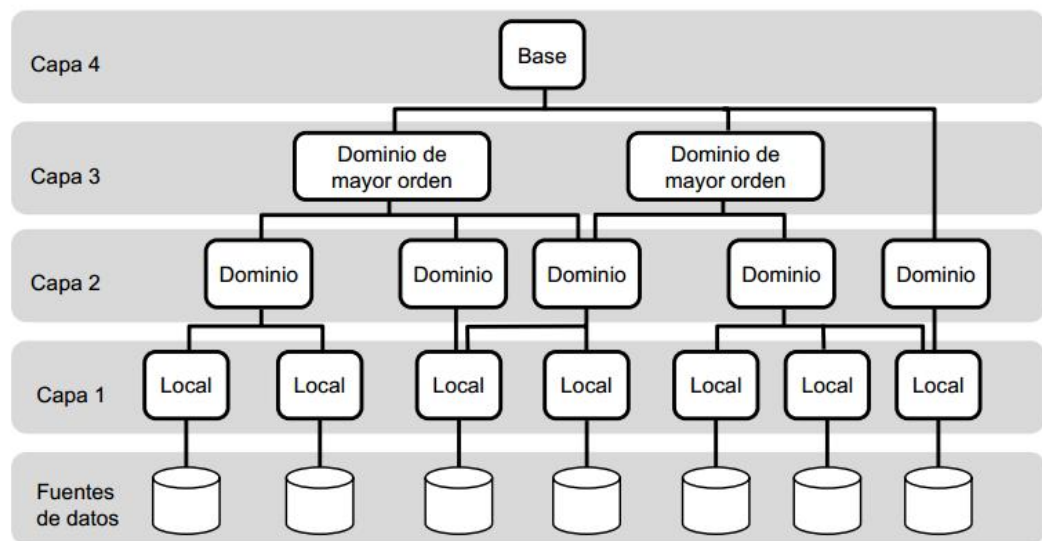 Capa 4
Base
Capa 3
Dominio de
mayor orden
Dominio de
mayor orden
Capa 2
Dominio
Dominio
Dominio
Dominio
Dominio
Capa 1
Local
Local
Local
Local
Local
Local
Local
Fuentes
de datos